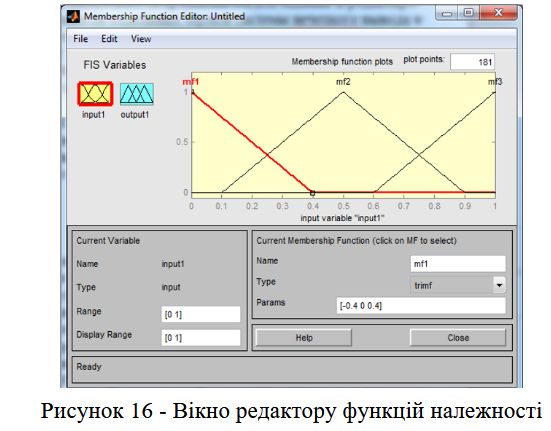 Membership Function Editor: Untitled
File Edit View
FIS Variables
Membership function plots plot points: 181
mf1 mf2 mf3
1
0.5
0
input1 output1
0 0.1 0.2 0.3 0.4 0.5 0.6 0.7 0.8 0.9 1
input variable "input1"
Current Variable
Name input1
Type input
Range [0 1]
Display Range [0 1]
Current Membership Function (click on MF to select)
Name mf1
Type trimf
Params [-0.4 0 0.4]
Help Close
Ready
Рисунок 16 - Вікно редактору функцій належності